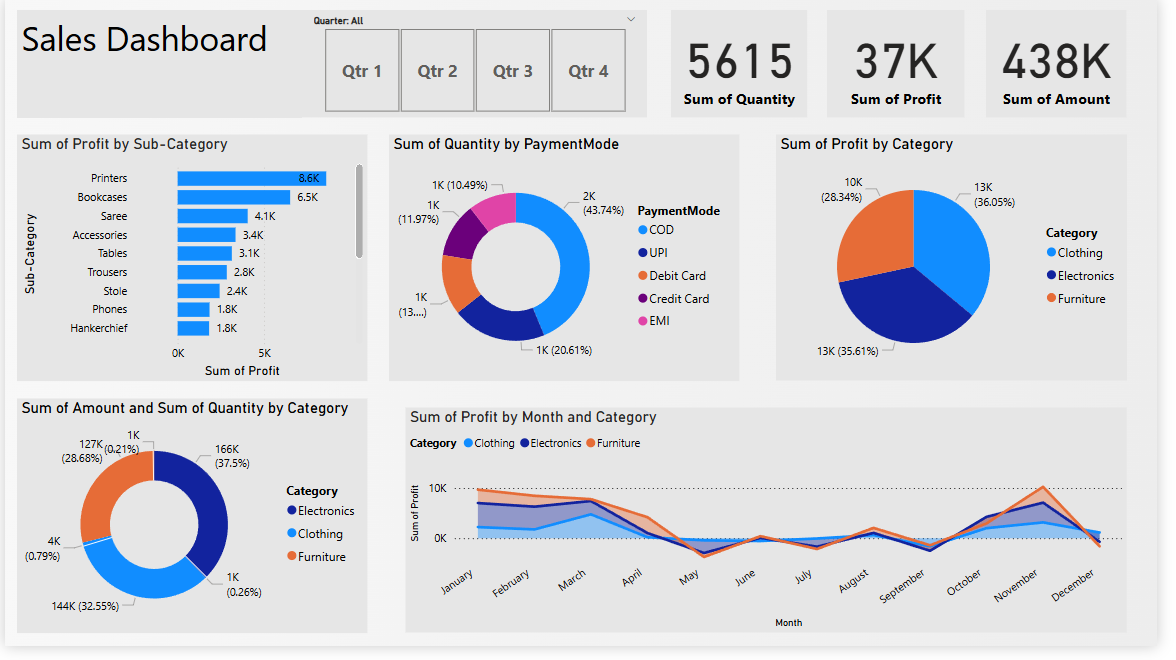 Sales Dashboard
Quarter: All
Qtr 1
Qtr 2
Qtr 3
Qtr 4
5615
Sum of Quantity
37K
Sum of Profit
438K
Sum of Amount
Sum of Profit by Sub-Category
Sub-Category
Printers
8.6K
Bookcases
6.5K
Saree
4.1K
Accessories
3.4K
Tables
3.1K
Trousers
2.8K
Stole
2.4K
Phones
1.8K
Hankerchief
1.8K
0K
5K
Sum of Profit
Sum of Quantity by PaymentMode
1K (10.49%)
2K
(43.74%)
1K
(11.97%)
1K
(13....)
1K (20.61%)
PaymentMode
COD
UPI
Debit Card
Credit Card
EMI
Sum of Profit by Category
10K
(28.34%)
13K
(36.05%)
13K (35.61%)
Category
Clothing
Electronics
Furniture
Sum of Amount and Sum of Quantity by Category
1K
(0.21%)
127K
(28.68%)
166K
(37.5%)
4K
(0.79%)
1K
(0.26%)
144K (32.55%)
Category
Electronics
Clothing
Furniture
Sum of Profit by Month and Category
Category
Clothing
Electronics
Furniture
Sum of Profit
10K
0K
January
February
March
April
May
June
July
August
September
October
November
December
Month